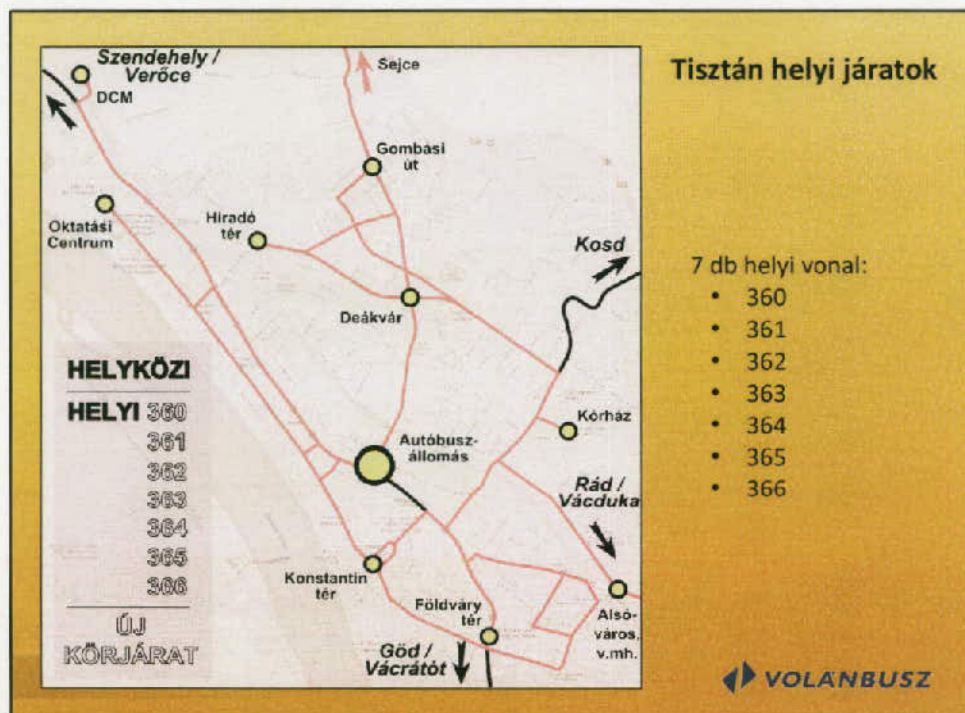 Tisztán helyi járatok
Szendehely /
Verőce
DCM
Sejce
Gombási
út
Oktatási
Centrum
Híradó
tér
Kosd
Deákvár
7 db helyi vonal:
• 360
• 361
• 362
• 363
• 364
• 365
• 366
HELYKÖZI
HELYI 360
361
362
363
364
365
366
ÚJ
KÖRJÁRAT
Kórház
Autóbusz-
állomás
Rád /
Vácduka
Konstantin
tér
Földváry
tér
Alsó-
város,
v.mh.
Göd /
Vácrátót
VOLÁNBUSZ